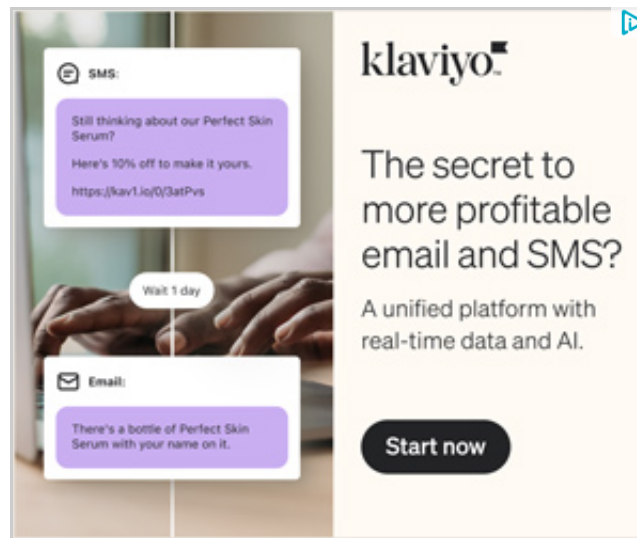 SMS:
Still thinking about our Perfect Skin
Serum?
Here's 10% off to make it yours.
https://kav1.io/0/3atPvs
Wait 1 day
Email:
There's a bottle of Perfect Skin
Serum with your name on it.
klaviyo
The secret to
more profitable
email and SMS?
A unified platform with
real-time data and AI.
Start now